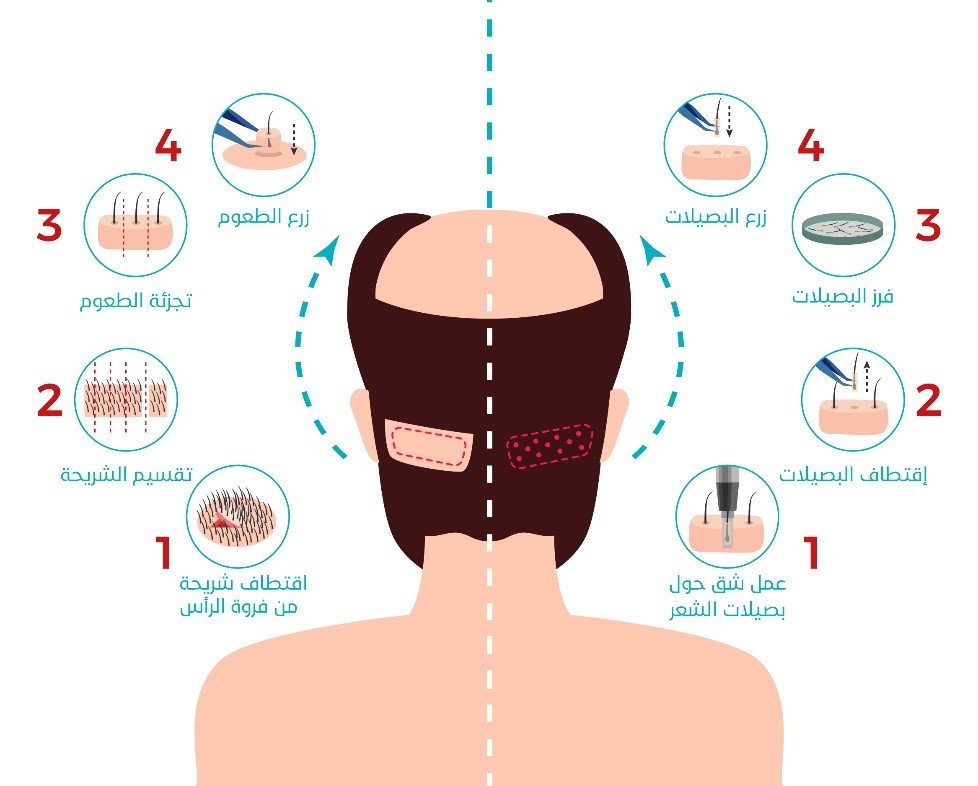 4
زرع البصيلات
3
فرز البصيلات
2
إقتطاف البصيلات
1
عمل شق حول
بصيلات الشعر
4
زرع الطعوم
3
تجزئة الطعوم
2
تقسيم الشريحة
1
اقتطاف شريحة
من فروة الرأس